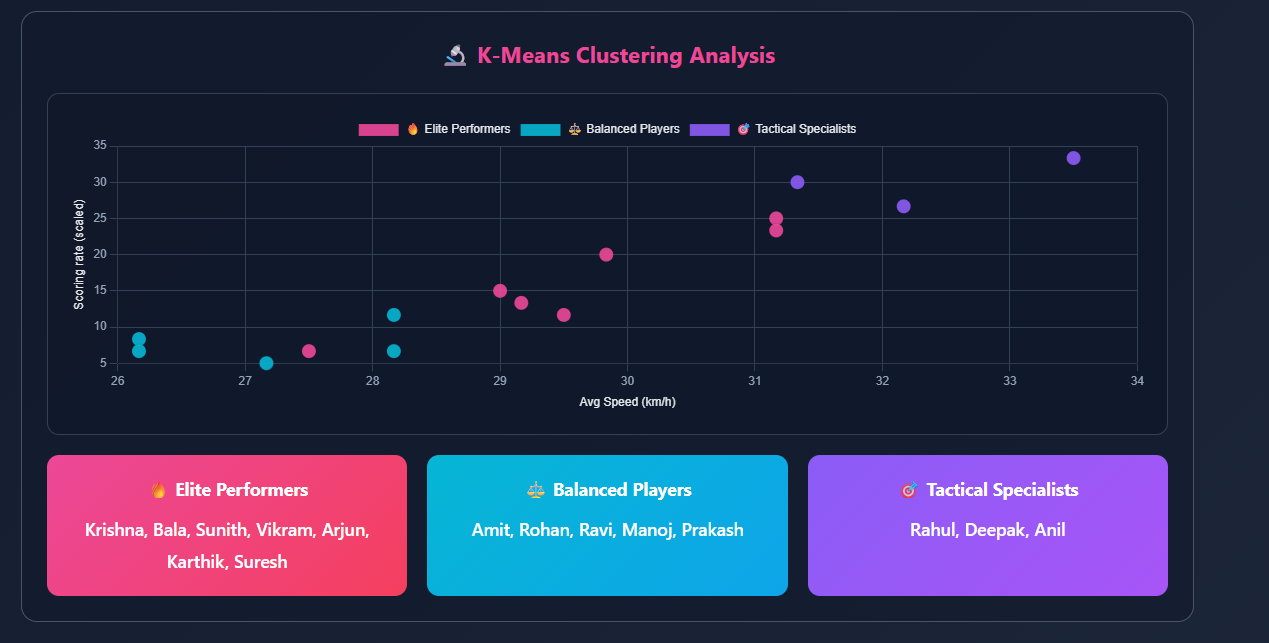 🔬 K-Means Clustering Analysis
🔥 Elite Performers ⚖️ Balanced Players 🎯 Tactical Specialists
35
30
25
20
15
10
5
Scoring rate (scaled)
26 27 28 29 30 31 32 33 34
Avg Speed (km/h)
🔥 Elite Performers
Krishna, Bala, Sunith, Vikram, Arjun,
Karthik, Suresh
⚖️ Balanced Players
Amit, Rohan, Ravi, Manoj, Prakash
🎯 Tactical Specialists
Rahul, Deepak, Anil